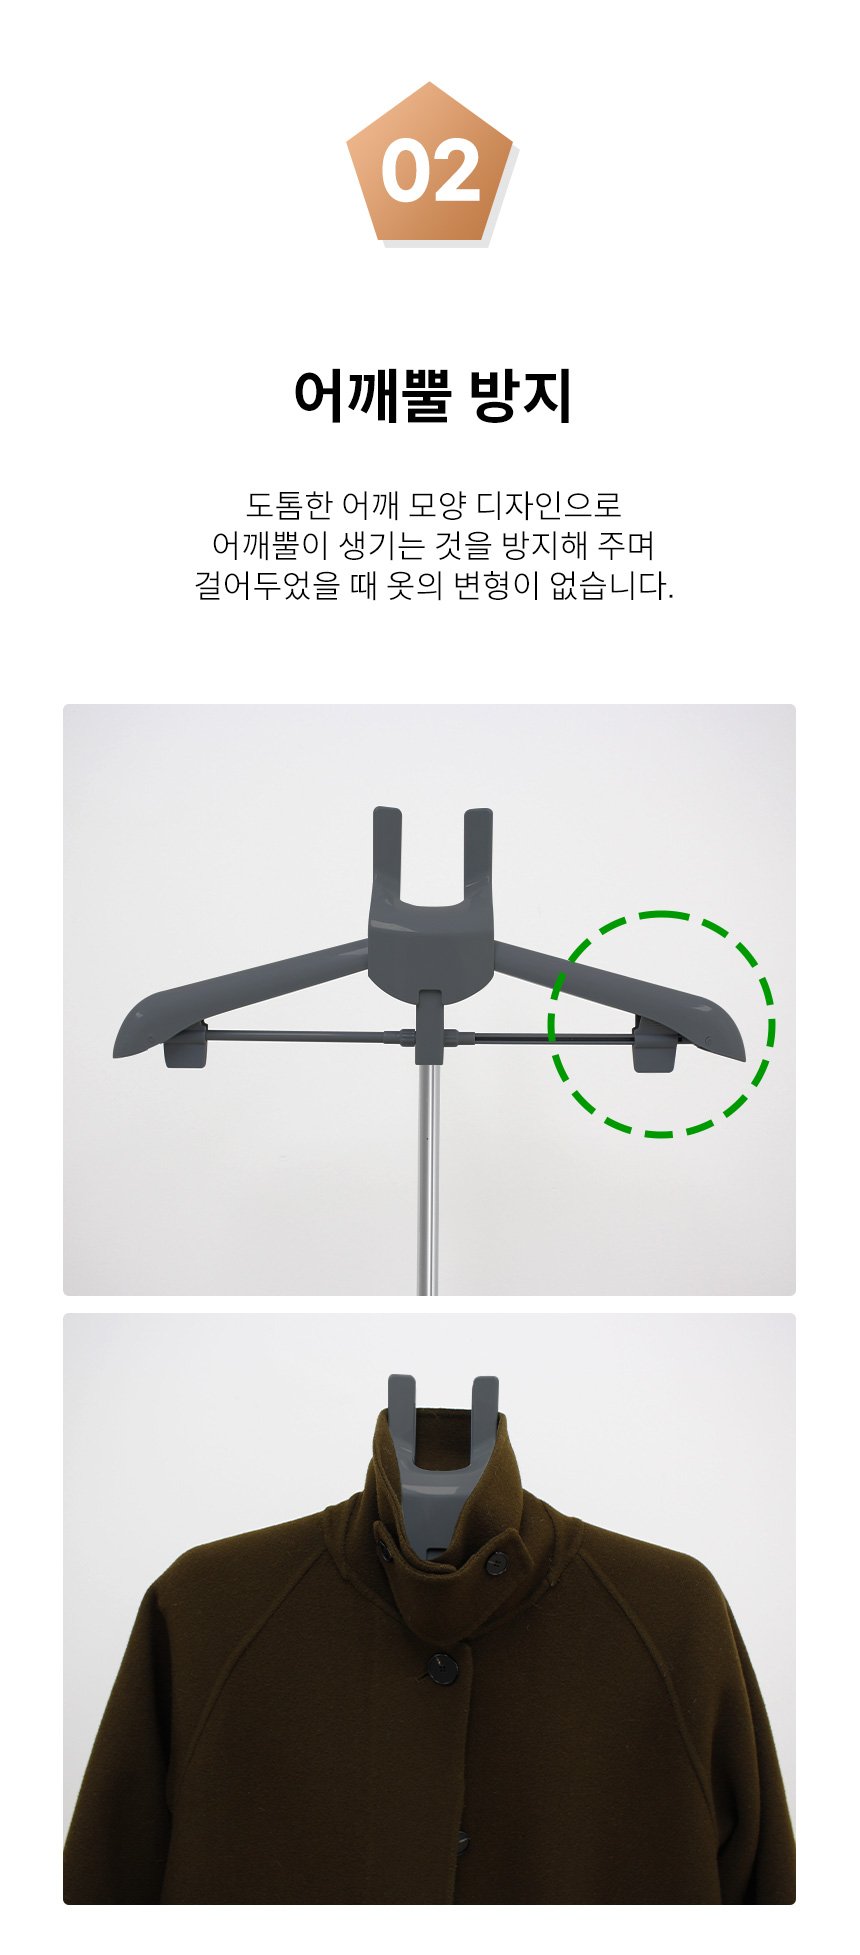 02
어깨뿔 방지
도톰한 어깨 모양 디자인으로
어깨뿔이 생기는 것을 방지해 주며
걸어두었을 때 옷의 변형이 없습니다.